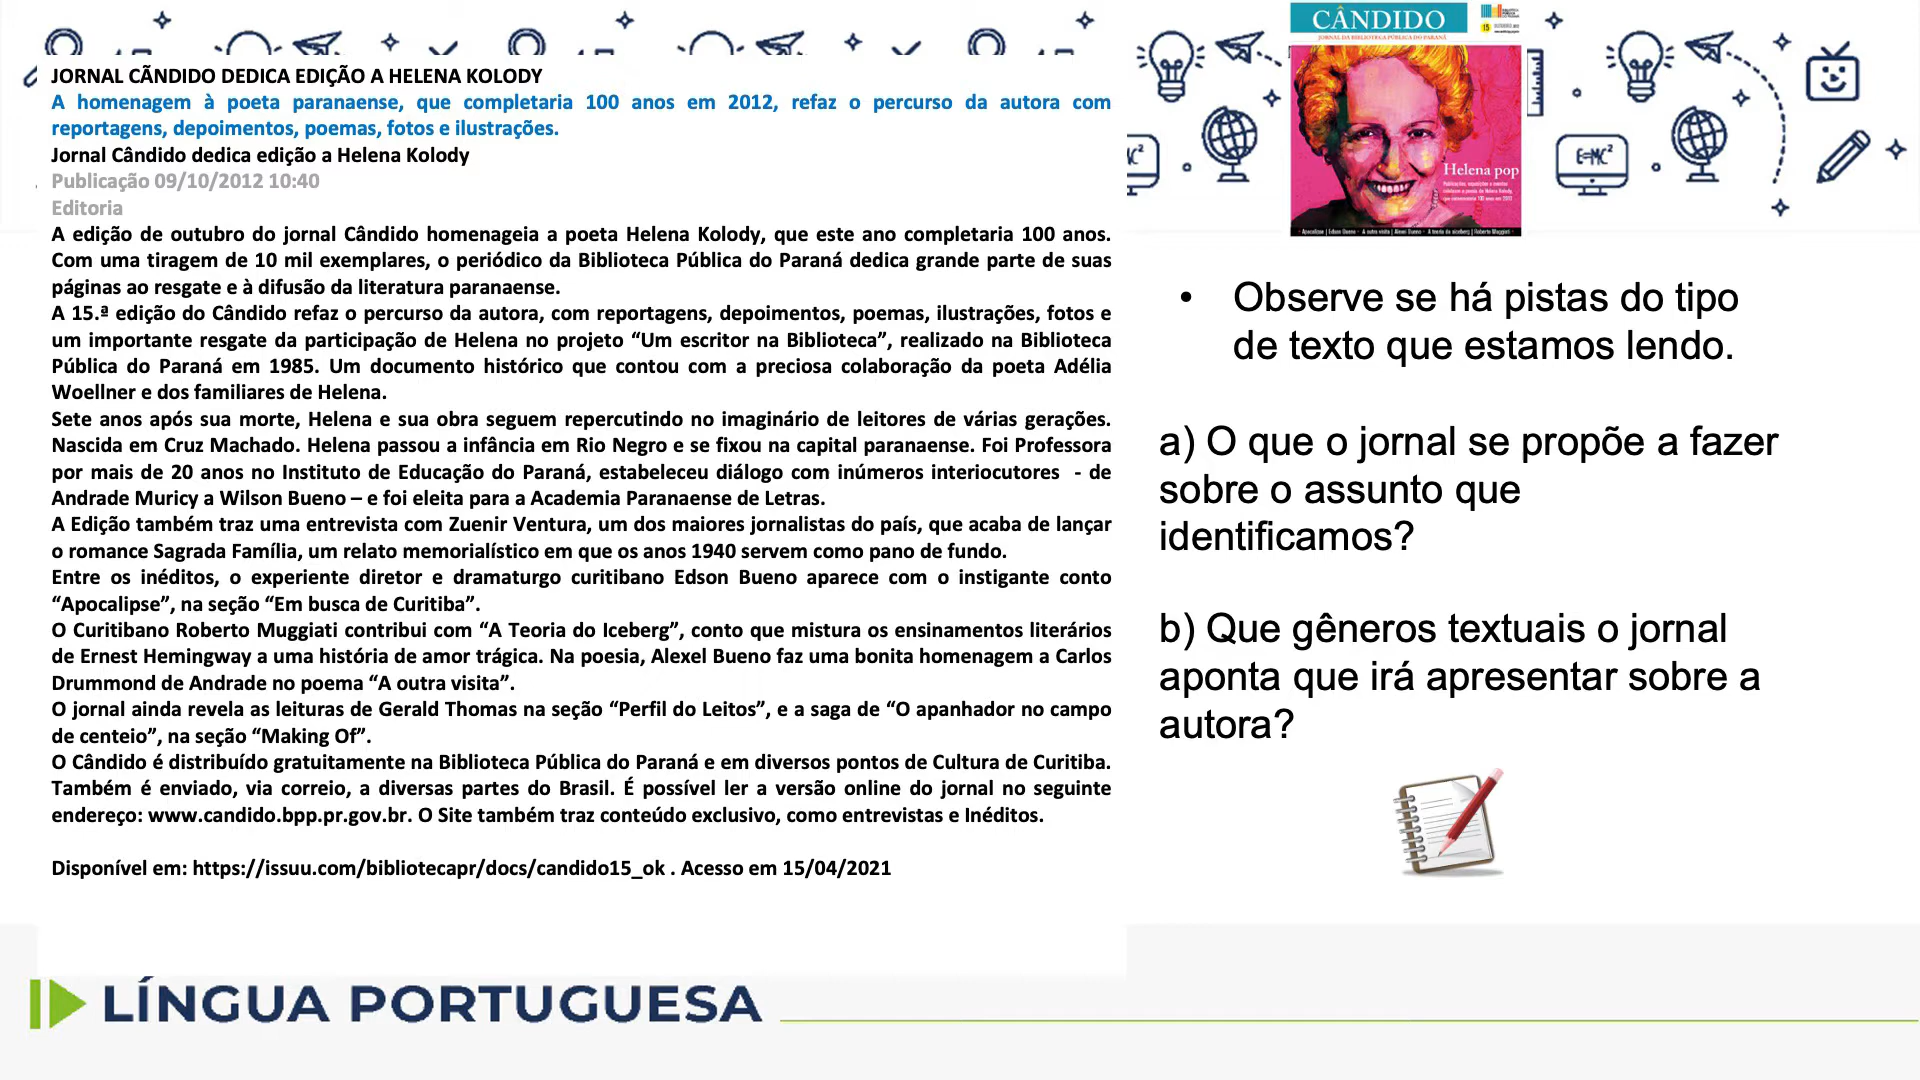 JORNAL CÃNDIDO DEDICA EDIÇÃO A HELENA KOLODY
A homenagem à poeta paranaense, que completaria 100 anos em 2012, refaz o percurso da autora com
reportagens, depoimentos, poemas, fotos e ilustrações.
Jornal Cândido dedica edição a Helena Kolody
Publicação 09/10/2012 10:40
Editoria
A edição de outubro do jornal Cândido homenageia a poeta Helena Kolody, que este ano completaria 100 anos.
Com uma tiragem de 10 mil exemplares, o periódico da Biblioteca Pública do Paraná dedica grande parte de suas
páginas ao resgate e à difusão da literatura paranaense.
A 15.ª edição do Cândido refaz o percurso da autora, com reportagens, depoimentos, poemas, ilustrações, fotos e
um importante resgate da participação de Helena no projeto “Um escritor na Biblioteca”, realizado na Biblioteca
Pública do Paraná em 1985. Um documento histórico que contou com a preciosa colaboração da poeta Adélia
Woellner e dos familiares de Helena.
Sete anos após sua morte, Helena e sua obra seguem repercutindo no imaginário de leitores de várias gerações.
Nascida em Cruz Machado. Helena passou a infância em Rio Negro e se fixou na capital paranaense. Foi Professora
por mais de 20 anos no Instituto de Educação do Paraná, estabeleceu diálogo com inúmeros interiocutores - de
Andrade Muricy a Wilson Bueno – e foi eleita para a Academia Paranaense de Letras.
A Edição também traz uma entrevista com Zuenir Ventura, um dos maiores jornalistas do país, que acaba de lançar
o romance Sagrada Família, um relato memorialístico em que os anos 1940 servem como pano de fundo.
Entre os inéditos, o experiente diretor e dramaturgo curitibano Edson Bueno aparece com o instigante conto
“Apocalipse”, na seção “Em busca de Curitiba”.
O Curitibano Roberto Muggiati contribui com “A Teoria do Iceberg”, conto que mistura os ensinamentos literários
de Ernest Hemingway a uma história de amor trágica. Na poesia, Alexel Bueno faz uma bonita homenagem a Carlos
Drummond de Andrade no poema “A outra visita”.
O jornal ainda revela as leituras de Gerald Thomas na seção “Perfil do Leitos”, e a saga de “O apanhador no campo
de centeio”, na seção “Making Of”.
O Cândido é distribuído gratuitamente na Biblioteca Pública do Paraná e em diversos pontos de Cultura de Curitiba.
Também é enviado, via correio, a diversas partes do Brasil. É possível ler a versão online do jornal no seguinte
endereço: www.candido.bpp.pr.gov.br. O Site também traz conteúdo exclusivo, como entrevistas e Inéditos.
Disponível em: https://issuu.com/bibliotecapr/docs/candido15_ok . Acesso em 15/04/2021
CÂNDIDO
JORNAL DA BIBLIOTECA PÚBLICA DO PARANÁ
15
Helena pop
Apocalipse | Edson Bueno • A outra visita | Alexei Bueno • A teoria do iceberg | Roberto Muggiati
E=MC²
• Observe se há pistas do tipo
de texto que estamos lendo.
a) O que o jornal se propõe a fazer
sobre o assunto que
identificamos?
b) Que gêneros textuais o jornal
aponta que irá apresentar sobre a
autora?
LÍNGUA PORTUGUESA